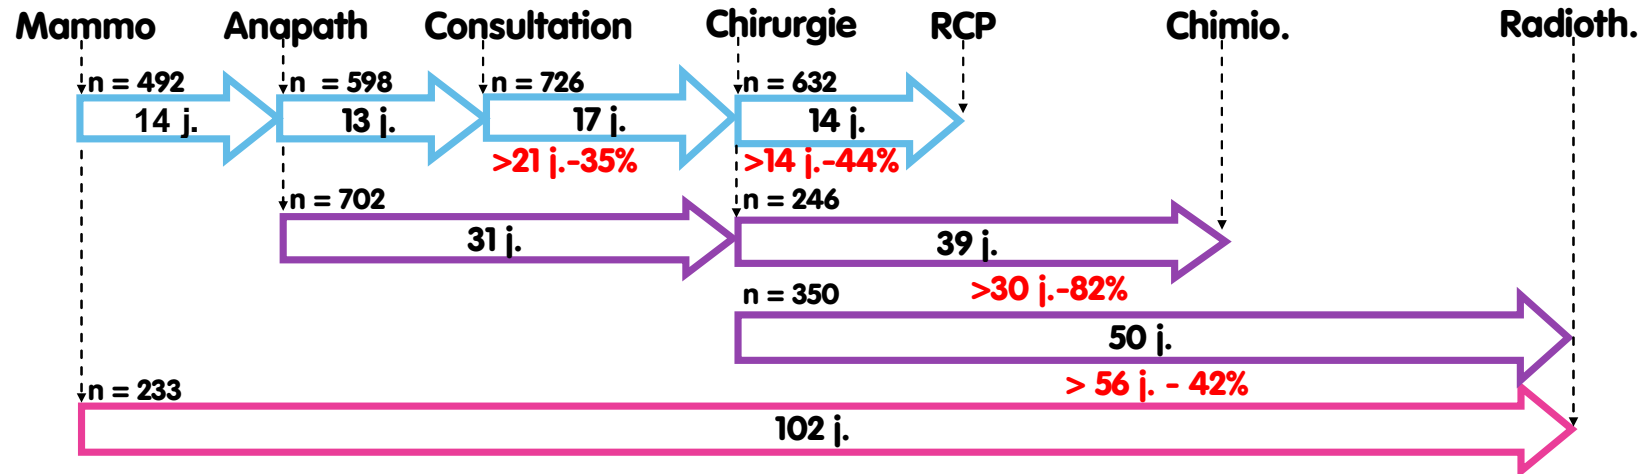 Mammo Anapath Consultation Chirurgie RCP Chimio. Radioth.
n = 492 n = 598 n = 726 n = 632
14 j. 13 j. 17 j. 14 j.
>21 j.-35% >14 j.-44%
n = 702 n = 246
31 j. 39 j.
>30 j.-82%
n = 350
50 j.
> 56 j. - 42%
n = 233
102 j.